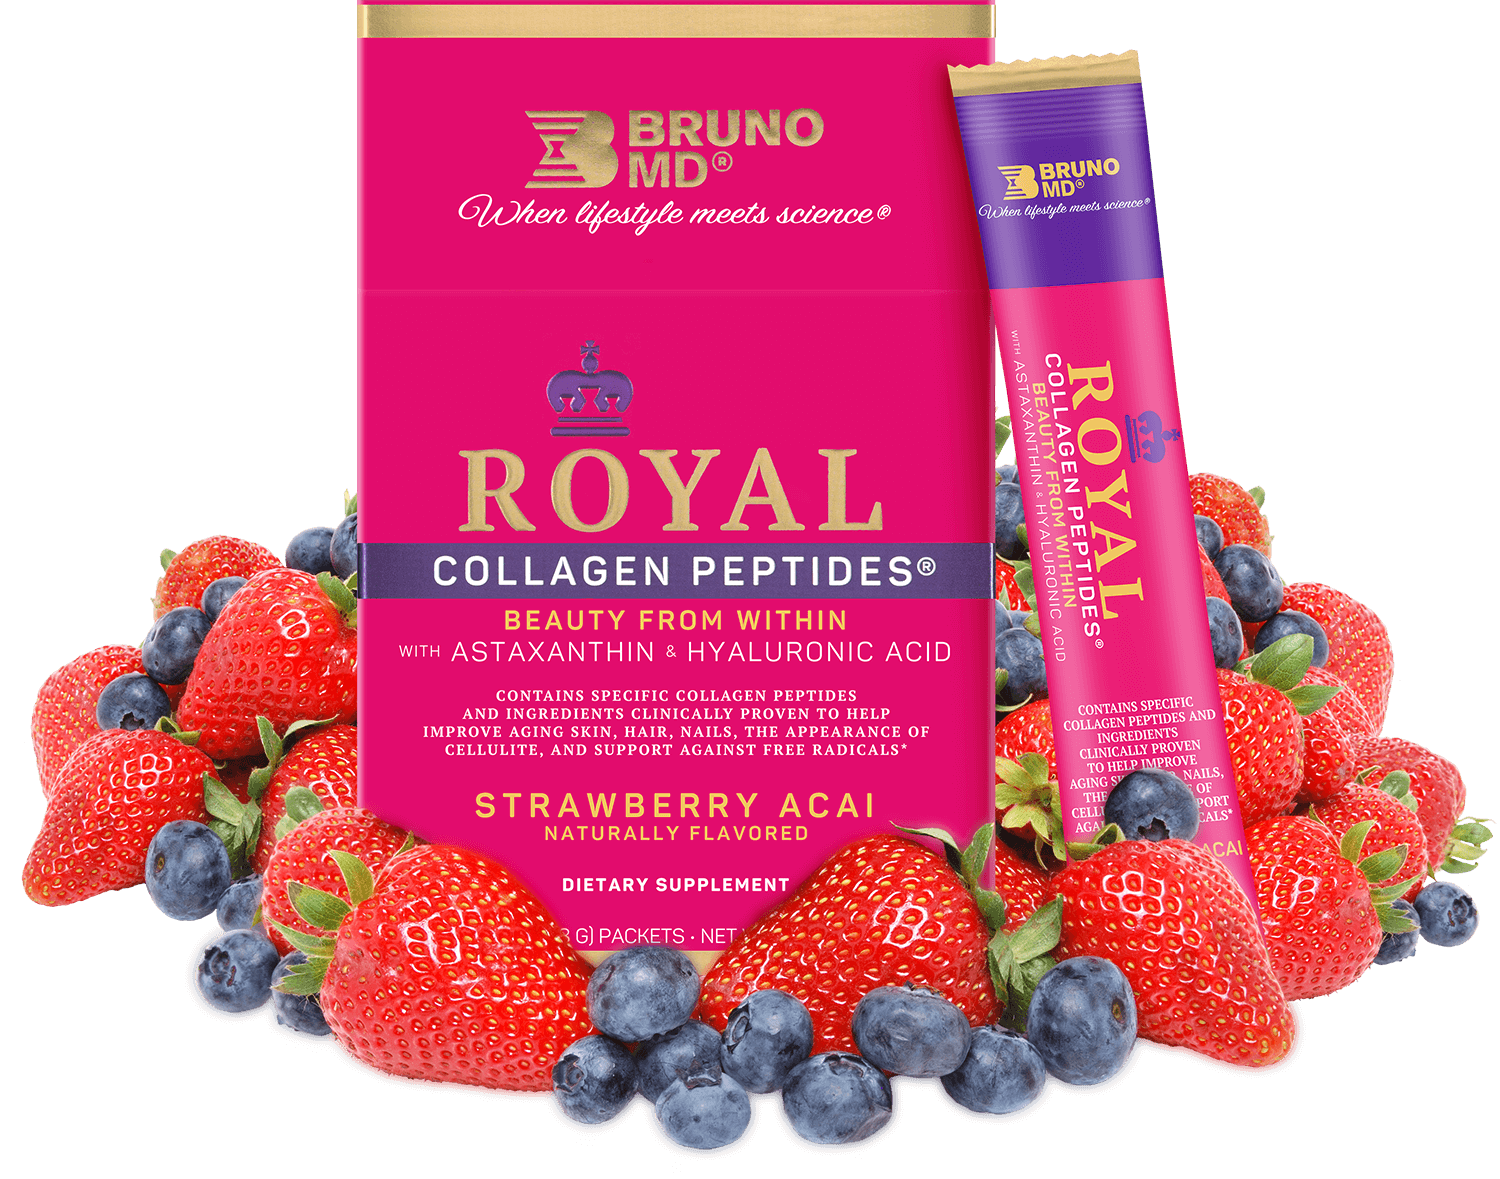 BRUNO
MD®
When lifestyle meets science®
ROYAL
COLLAGEN PEPTIDES®
BEAUTY FROM WITHIN
WITH ASTAXANTHIN & HYALURONIC ACID
CONTAINS SPECIFIC COLLAGEN PEPTIDES
AND INGREDIENTS CLINICALLY PROVEN TO HELP
IMPROVE AGING SKIN, HAIR, NAILS, THE APPEARANCE OF
CELLULITE, AND SUPPORT AGAINST FREE RADICALS*
STRAWBERRY ACAI
NATURALLY FLAVORED
DIETARY SUPPLEMENT
G) PACKETS · NET
BRUNO
MD®
When lifestyle meets science®
ROYAL
COLLAGEN PEPTIDES®
BEAUTY FROM WITHIN
WITH ASTAXANTHIN & HYALURONIC ACID
CONTAINS SPECIFIC
COLLAGEN PEPTIDES AND
INGREDIENTS
CLINICALLY PROVEN
TO HELP IMPROVE
AGING NAILS,
OF
ACAI